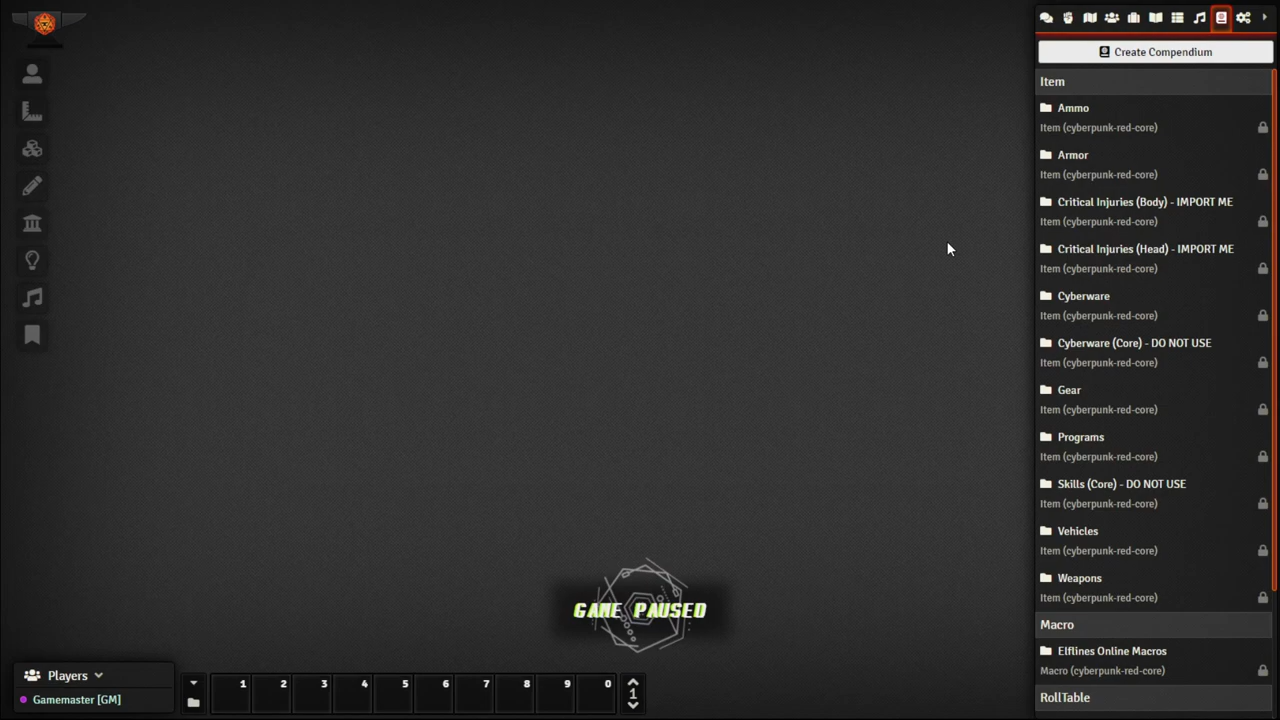 Create Compendium
Item
Ammo
Item (cyberpunk-red-core)
Armor
Item (cyberpunk-red-core)
Critical Injuries (Body) - IMPORT ME
Item (cyberpunk-red-core)
Critical Injuries (Head) - IMPORT ME
Item (cyberpunk-red-core)
Cyberware
Item (cyberpunk-red-core)
Cyberware (Core) - DO NOT USE
Item (cyberpunk-red-core)
Gear
Item (cyberpunk-red-core)
Programs
Item (cyberpunk-red-core)
Skills (Core) - DO NOT USE
Item (cyberpunk-red-core)
Vehicles
Item (cyberpunk-red-core)
Weapons
Item (cyberpunk-red-core)
Macro
Elflines Online Macros
Macro (cyberpunk-red-core)
RollTable
GAME PAUSED
Players
Gamemaster [GM]
1 2 3 4 5 6 7 8 9 0
1